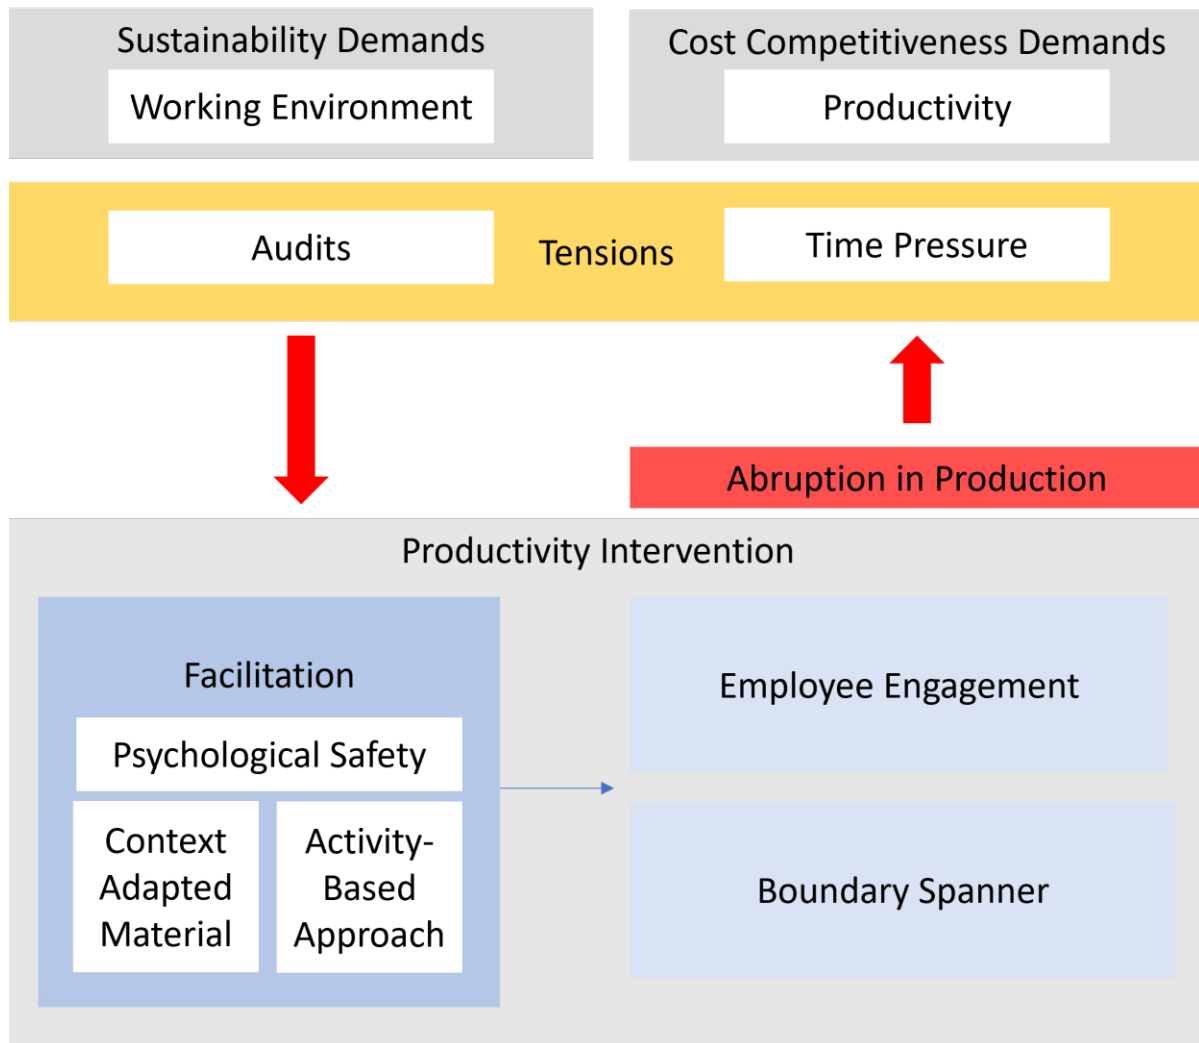 Sustainability Demands
Working Environment
Cost Competitiveness Demands
Productivity
Audits
Tensions
Time Pressure
Abruption in Production
Productivity Intervention
Facilitation
Psychological Safety
Context
Adapted
Material
Activity-
Based
Approach
Employee Engagement
Boundary Spanner